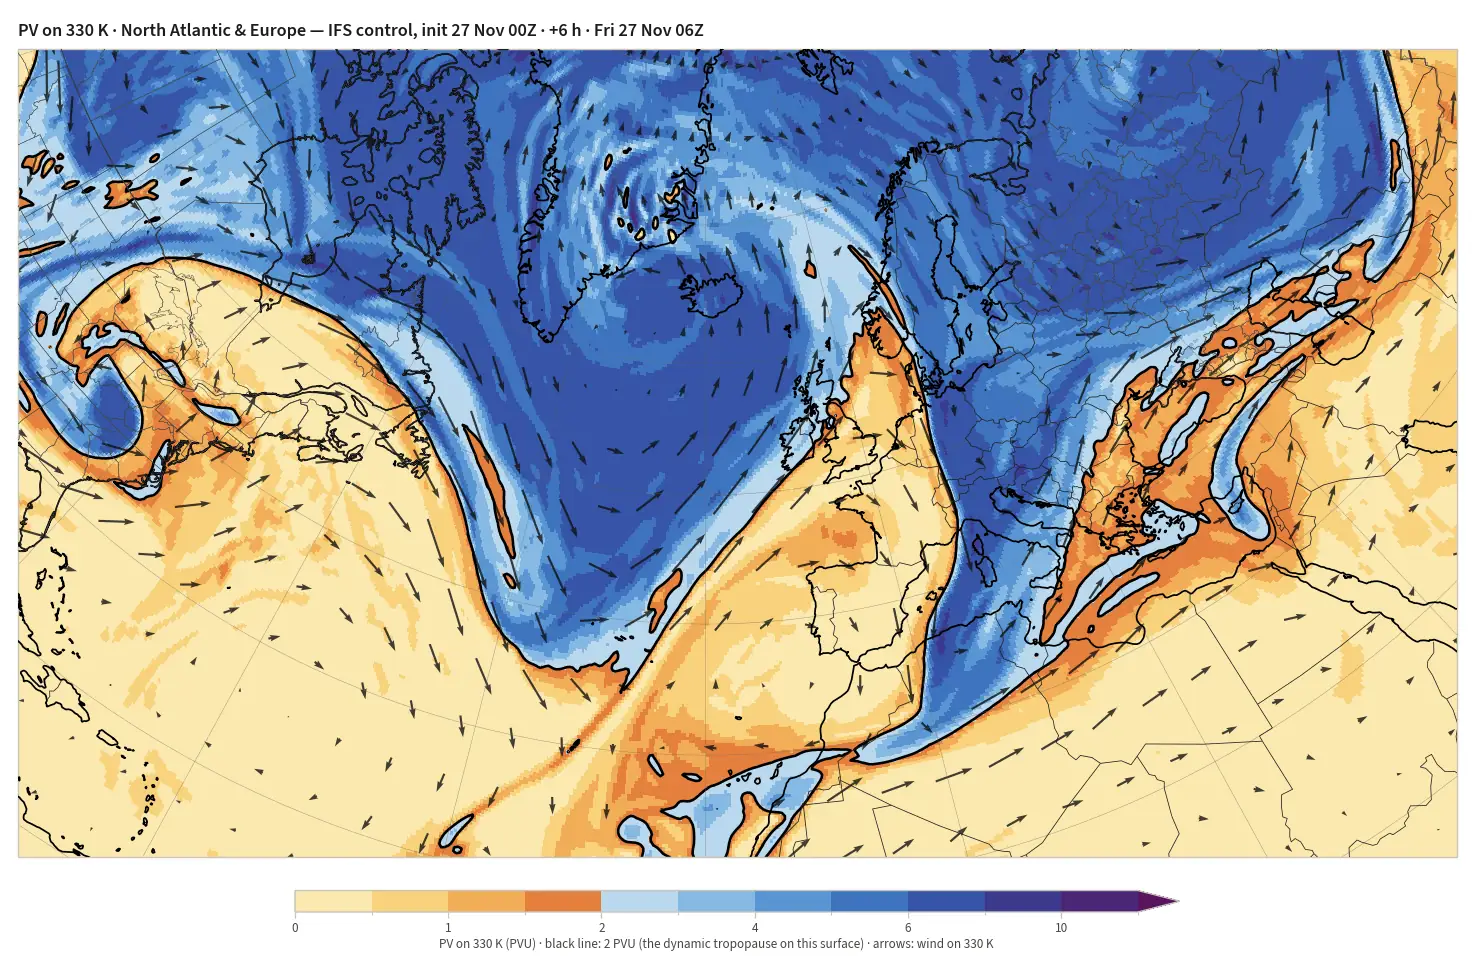 PV on 330 K · North Atlantic & Europe — IFS control, init 27 Nov 00Z · +6 h · Fri 27 Nov 06Z
0 1 2 4 6 10
PV on 330 K (PVU) · black line: 2 PVU (the dynamic tropopause on this surface) · arrows: wind on 330 K